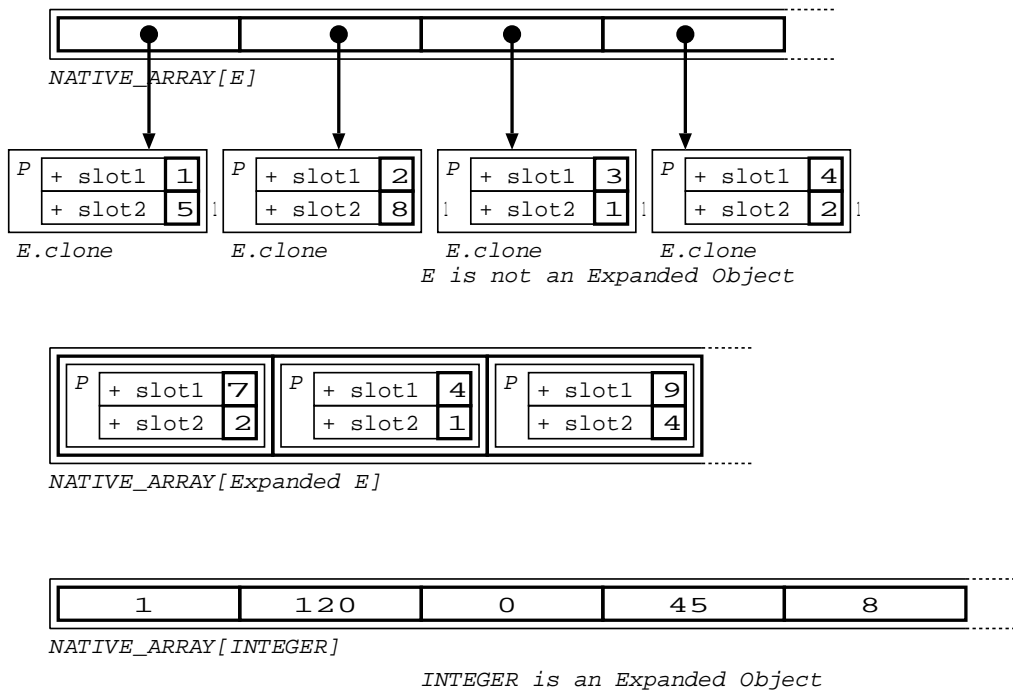 NATIVE_ARRAY[E]
P + slot1 1 P + slot1 2 P + slot1 3 P + slot1 4
+ slot2 5 l + slot2 8 l + slot2 1 l + slot2 2 l
E.clone E.clone E.clone E.clone
E is not an Expanded Object
P + slot1 7 P + slot1 4 P + slot1 9
+ slot2 2 + slot2 1 + slot2 4
NATIVE_ARRAY[Expanded E]
1 120 0 45 8
NATIVE_ARRAY[INTEGER]
INTEGER is an Expanded Object